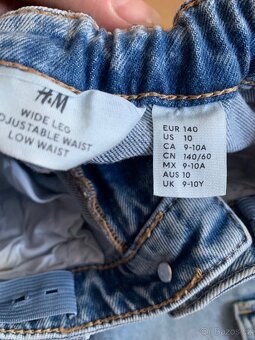 H&M
WIDE LEG
ADJUSTABLE WAIST
LOW WAIST
EUR 140
US 10
CA 9-10A
CN 140/60
MX 9-10A
AUS 10
UK 9-10Y